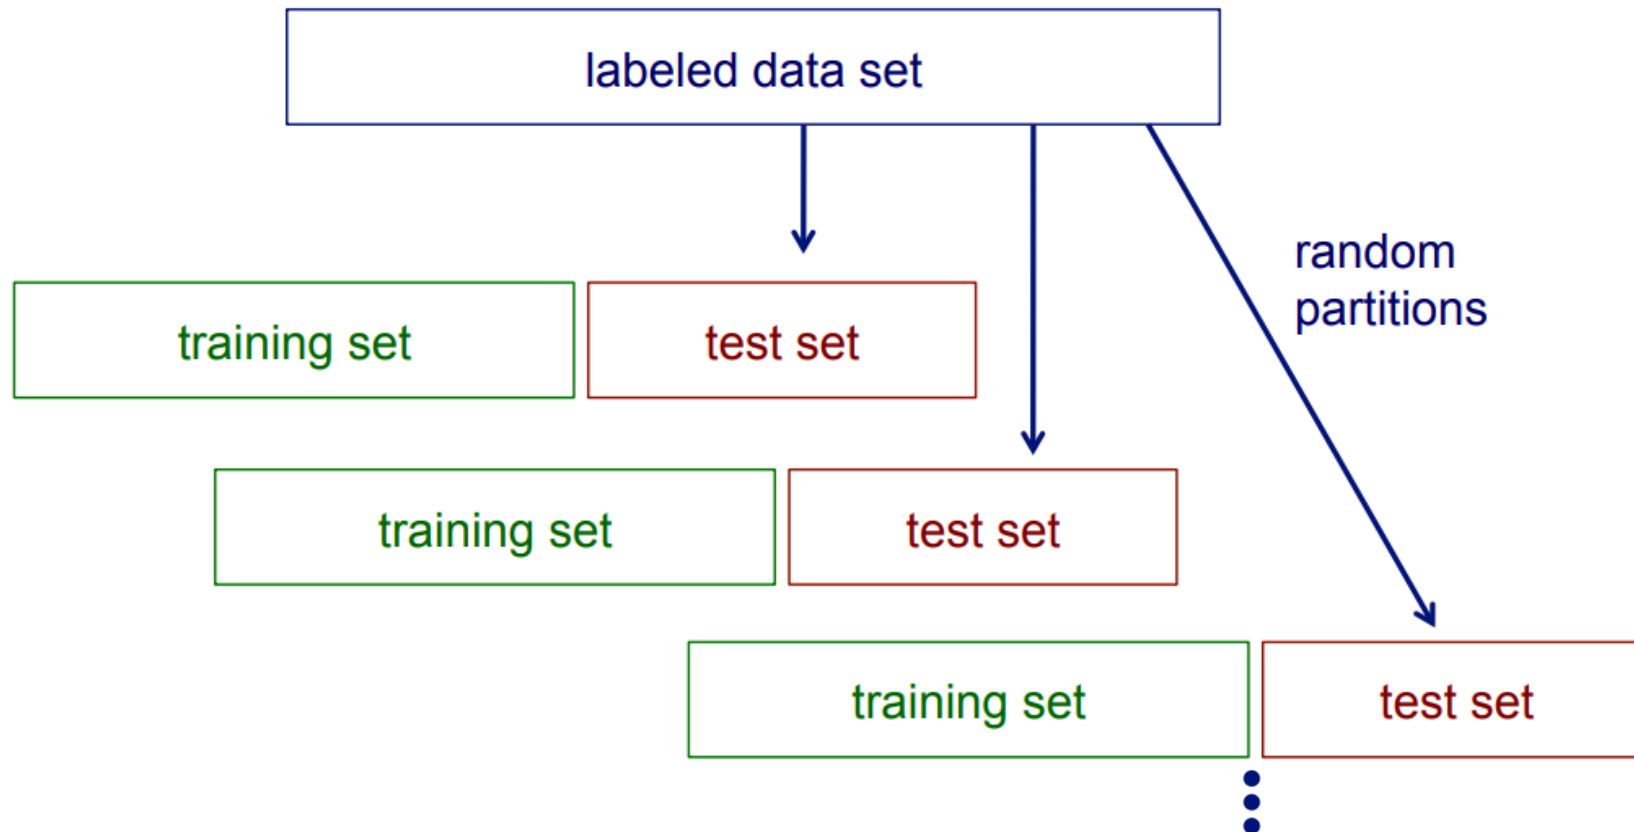 labeled data set
random
partitions
training set
test set
training set
test set
training set
test set